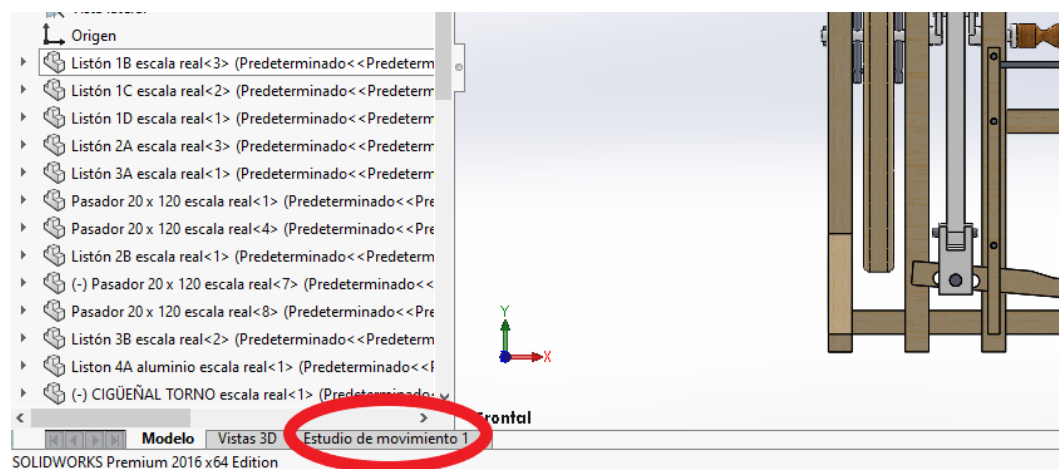 Origen
Listón 1B escala real<3> (Predeterminado<<Predeterm
Listón 1C escala real<2> (Predeterminado<<Predeterm
Listón 1D escala real<1> (Predeterminado<<Predeterm
Listón 2A escala real<3> (Predeterminado<<Predeterm
Listón 3A escala real<1> (Predeterminado<<Predeterm
Pasador 20 x 120 escala real<1> (Predeterminado<<Pre
Pasador 20 x 120 escala real<4> (Predeterminado<<Pre
Listón 2B escala real<1> (Predeterminado<<Predeterm
(-) Pasador 20 x 120 escala real<7> (Predeterminado<<
Pasador 20 x 120 escala real<8> (Predeterminado<<Pre
Listón 3B escala real<2> (Predeterminado<<Predeterm
Liston 4A aluminio escala real<1> (Predeterminado<<P
(-) CIGÜEÑAL TORNO escala real<1> (Predeterminado<
Y
X
Frontal
Modelo Vistas 3D Estudio de movimiento 1
SOLIDWORKS Premium 2016 x64 Edition